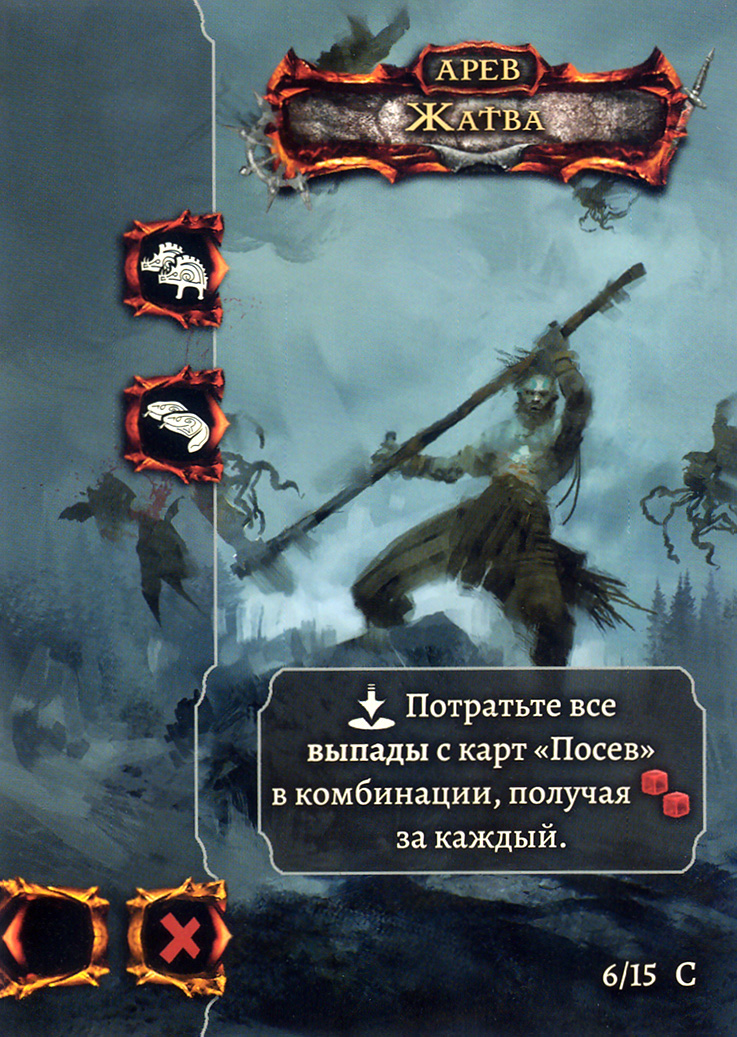 АРЕВ
ЖАТВА
Потратьте все
выпады с карт «Посев»
в комбинации, получая
за каждый.
6/15 C